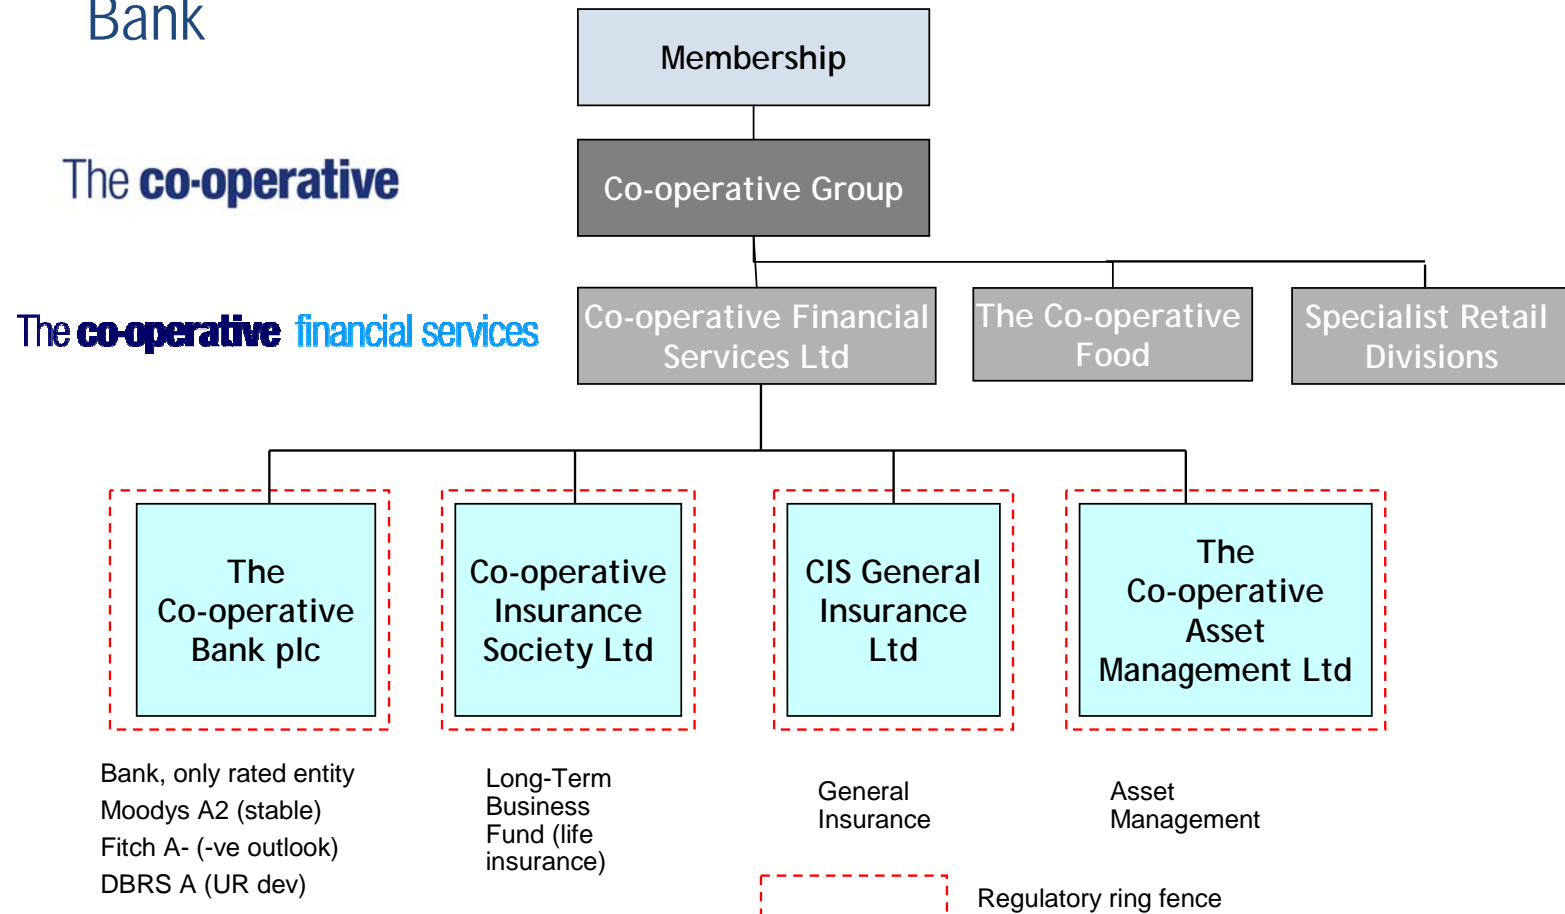 Bank
Membership
The co-operative
Co-operative Group
The co-operative financial services
Co-operative Financial
Services Ltd
The Co-operative
Food
Specialist Retail
Divisions
The
Co-operative
Bank plc
Co-operative
Insurance
Society Ltd
CIS General
Insurance
Ltd
The
Co-operative
Asset
Management Ltd
Bank, only rated entity
Moodys A2 (stable)
Fitch A- (-ve outlook)
DBRS A (UR dev)
Long-Term
Business
Fund (life
insurance)
General
Insurance
Asset
Management
Regulatory ring fence